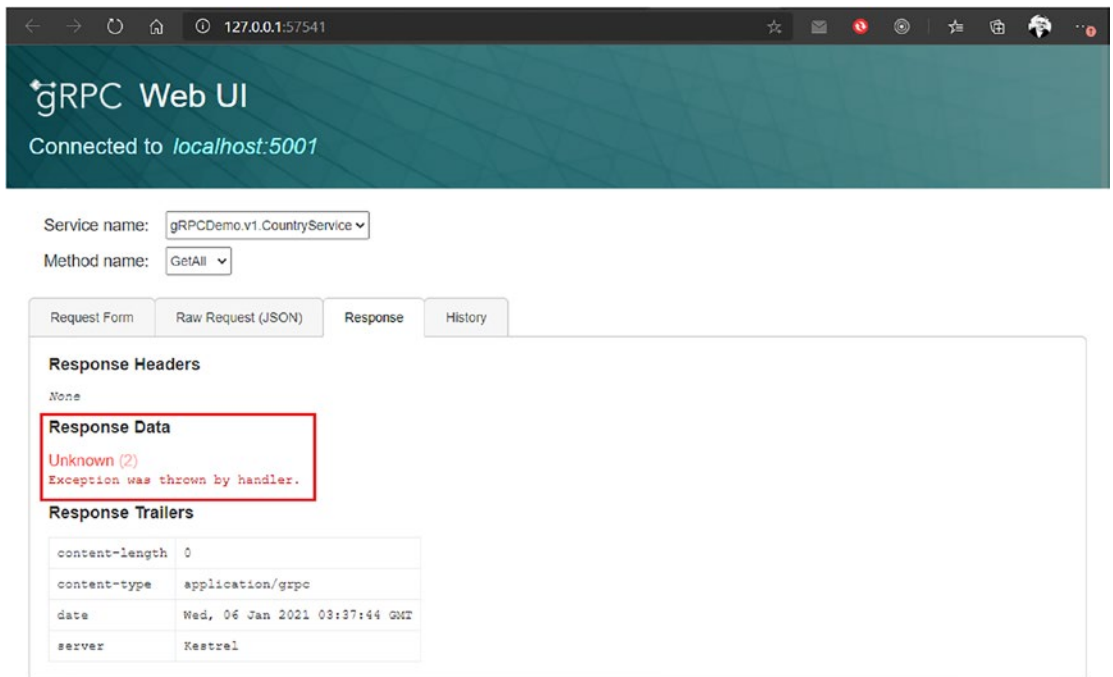 127.0.0.1:57541
gRPC Web UI
Connected to localhost:5001
Service name: gRPCDemo.v1.CountryService
Method name: GetAll
Request Form Raw Request (JSON) Response History
Response Headers
None
Response Data
Unknown (2)
Exception was thrown by handler.
Response Trailers
content-length 0
content-type application/grpc
date Wed, 06 Jan 2021 03:37:44 GMT
server Kestrel